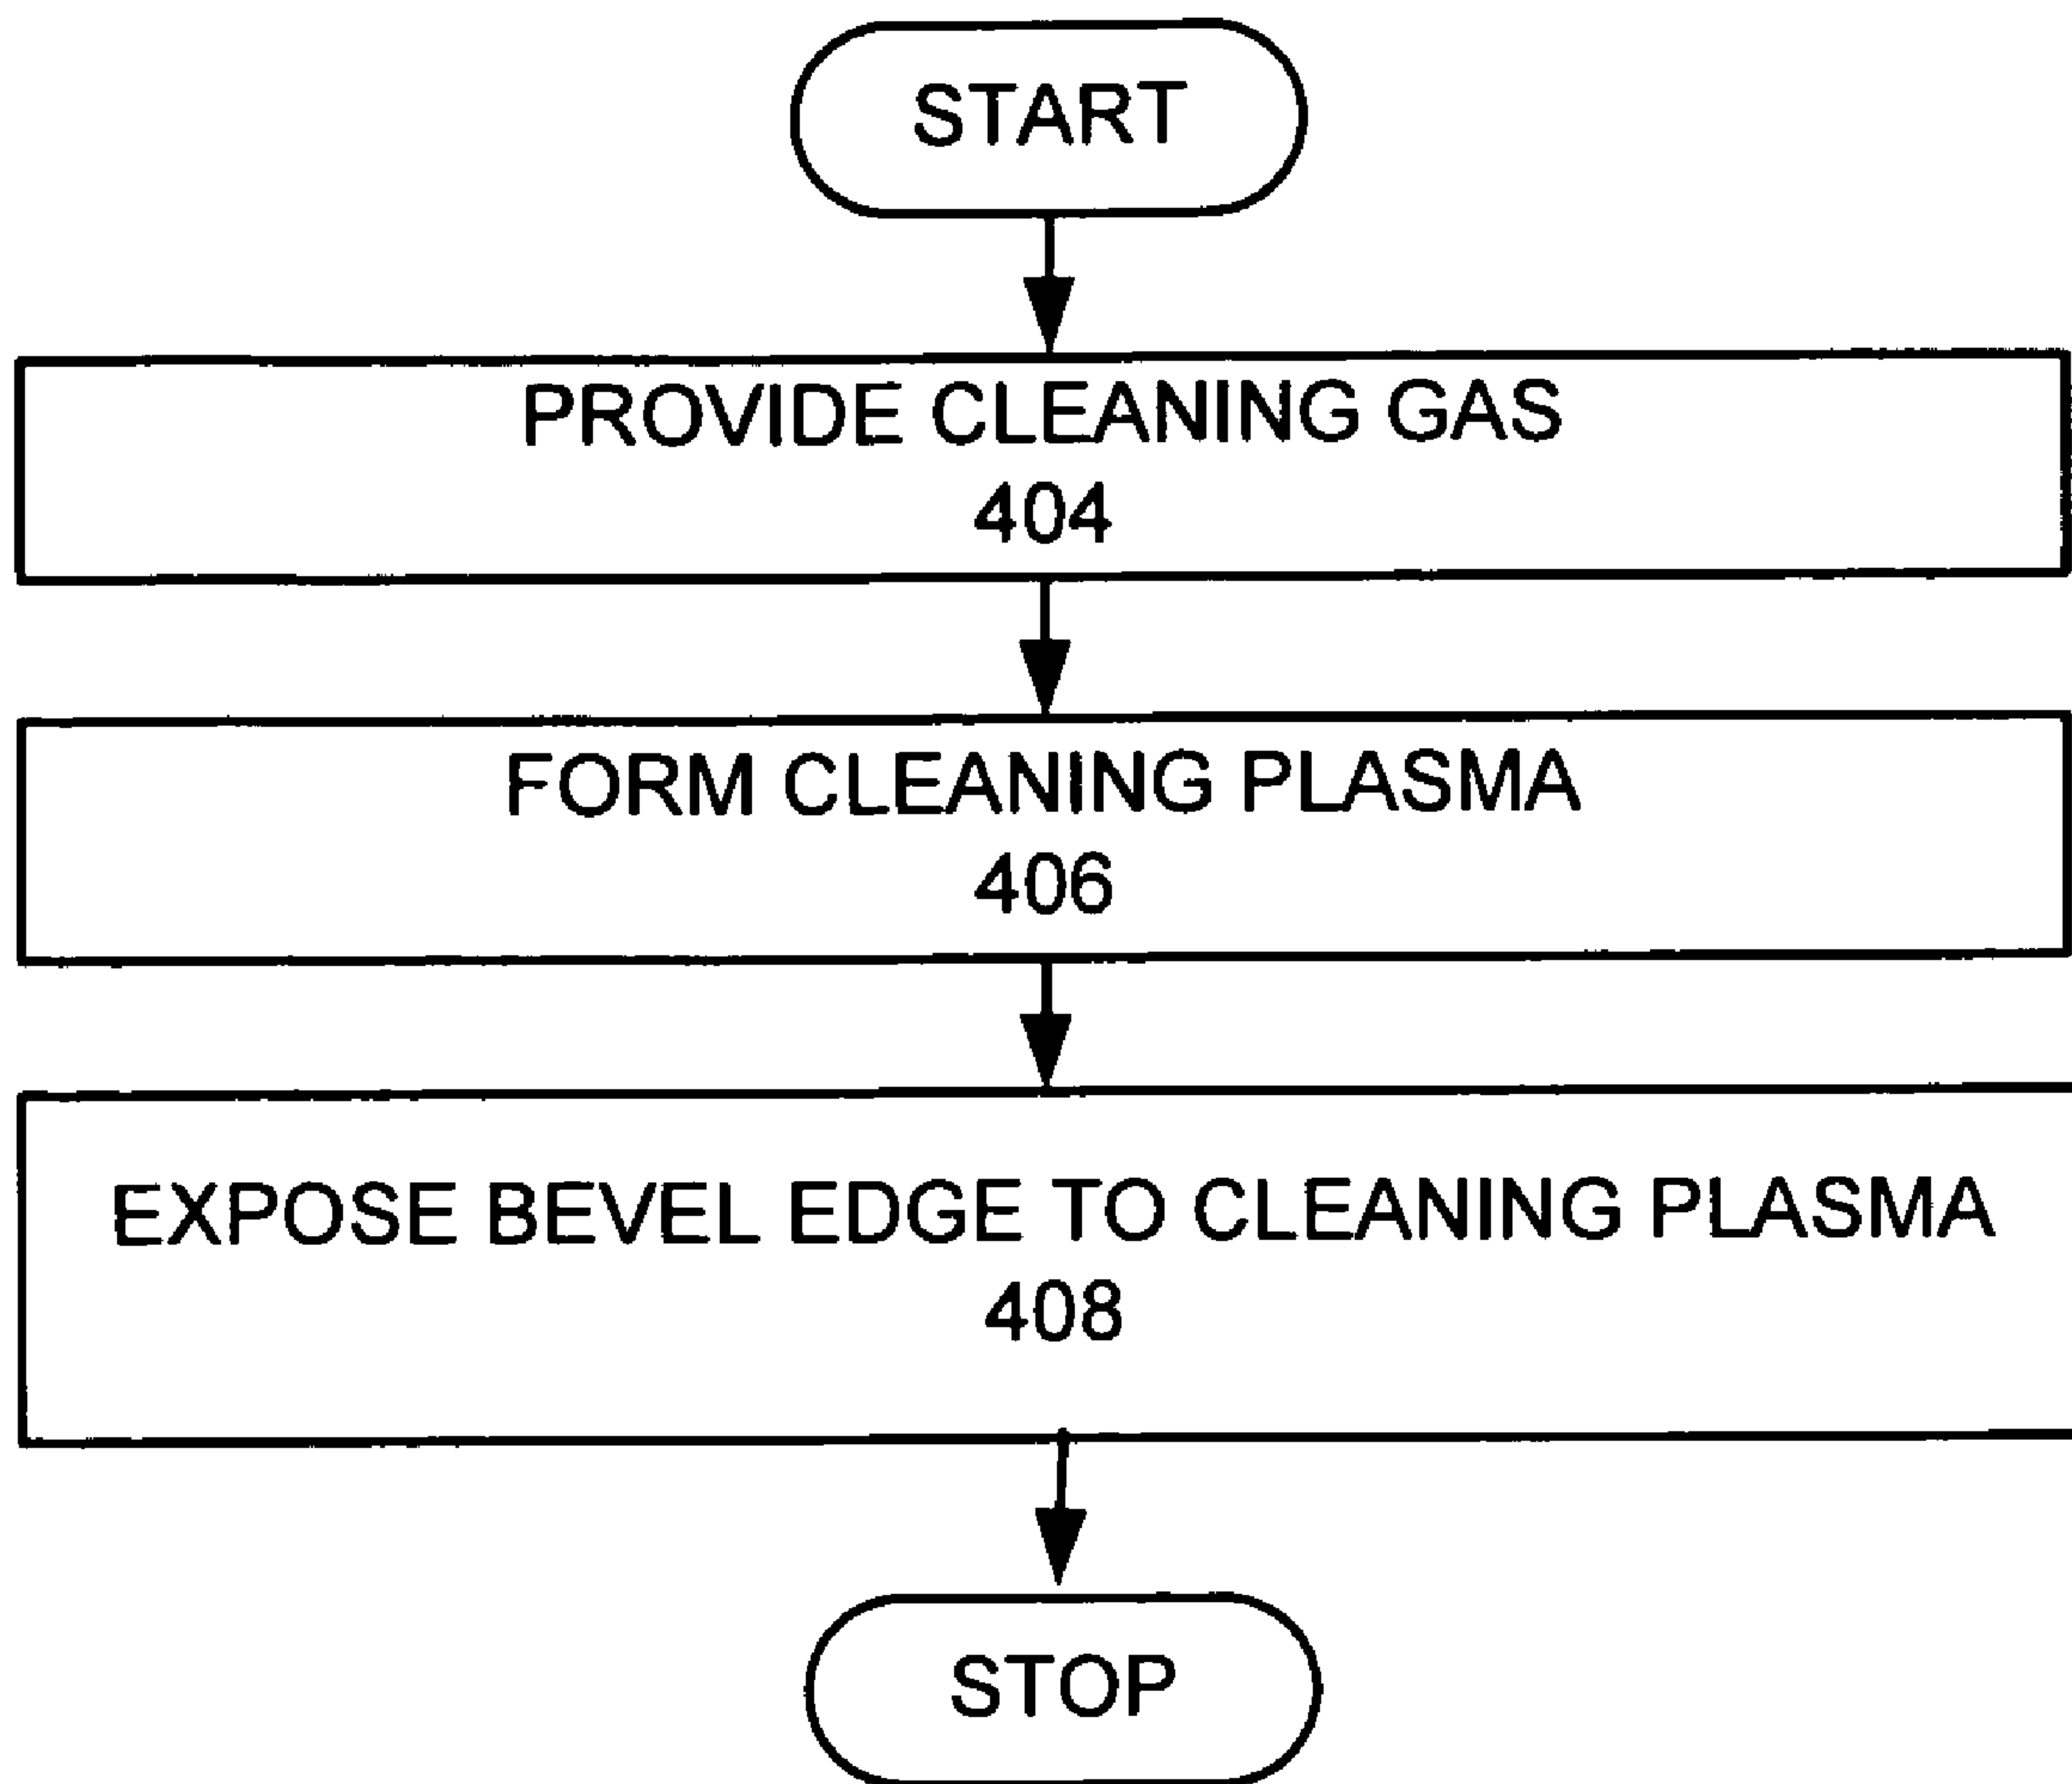 START
PROVIDE CLEANING GAS
404
FORM CLEANING PLASMA
406
EXPOSE BEVEL EDGE TO CLEANING PLASMA
408
STOP